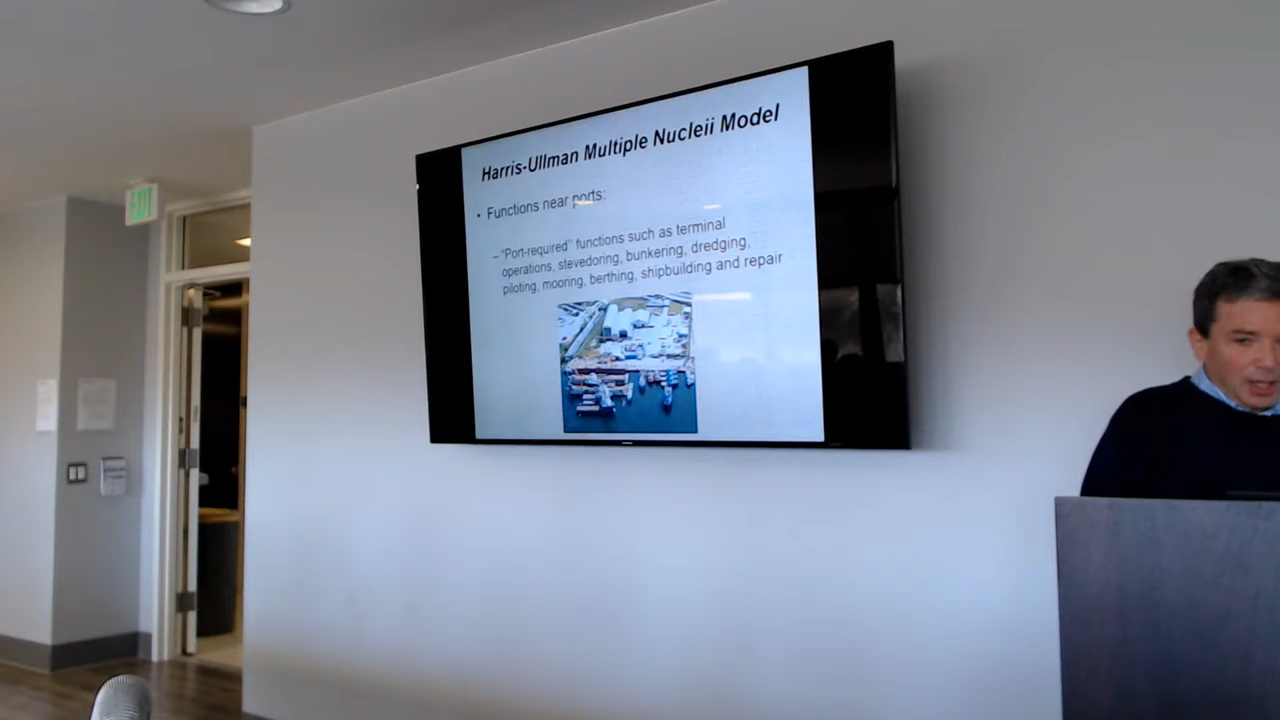 EXIT
Harris-Ullman Multiple Nucleii Model
• Functions near ports:
– "Port-required" functions such as terminal
operations, stevedoring, bunkering, dredging,
piloting, mooring, berthing, shipbuilding and repair